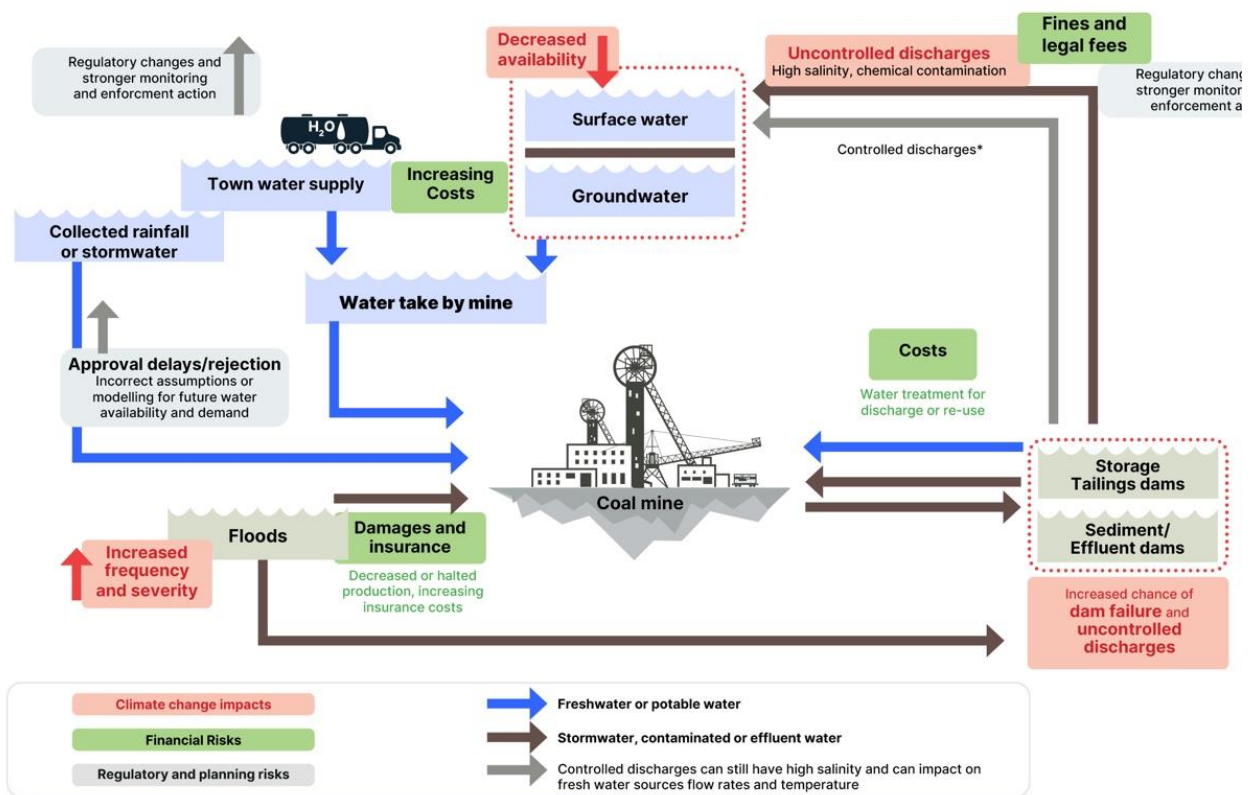 Regulatory changes and
stronger monitoring
and enforcment action
Decreased
availability
Uncontrolled discharges
High salinity, chemical contamination
Fines and
legal fees
Regulatory chang
stronger monitor
enforcement a
H₂O
Town water supply
Increasing
Costs
Surface water
Groundwater
Controlled discharges*
Collected rainfall
or stormwater
Water take by mine
Approval delays/rejection
Incorrect assumptions or
modelling for future water
availability and demand
Costs
Water treatment for
discharge or re-use
Coal mine
Storage
Tailings dams
Sediment/
Effluent dams
Floods
Damages and
insurance
Decreased or halted
production, increasing
insurance costs
Increased
frequency
and severity
Increased chance of
dam failure and
uncontrolled
discharges
Climate change impacts
Financial Risks
Regulatory and planning risks
Freshwater or potable water
Stormwater, contaminated or effluent water
Controlled discharges can still have high salinity and can impact on
fresh water sources flow rates and temperature